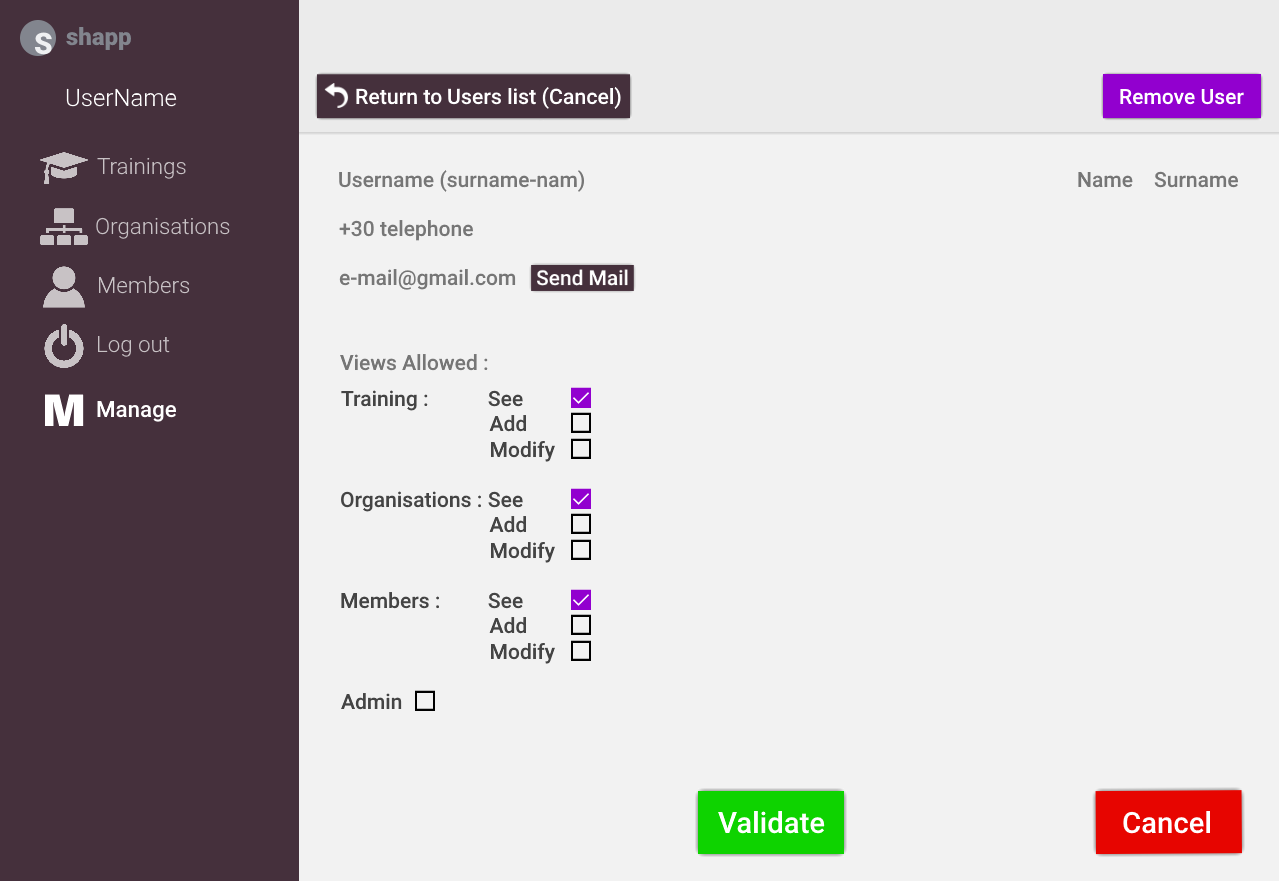 S shapp
UserName
Trainings
Organisations
Members
Log out
M Manage
Return to Users list (Cancel)
Remove User
Username (surname-nam)
Name Surname
+30 telephone
e-mail@gmail.com Send Mail
Views Allowed :
Training : See
Add
Modify
Organisations : See
Add
Modify
Members : See
Add
Modify
Admin
Validate
Cancel